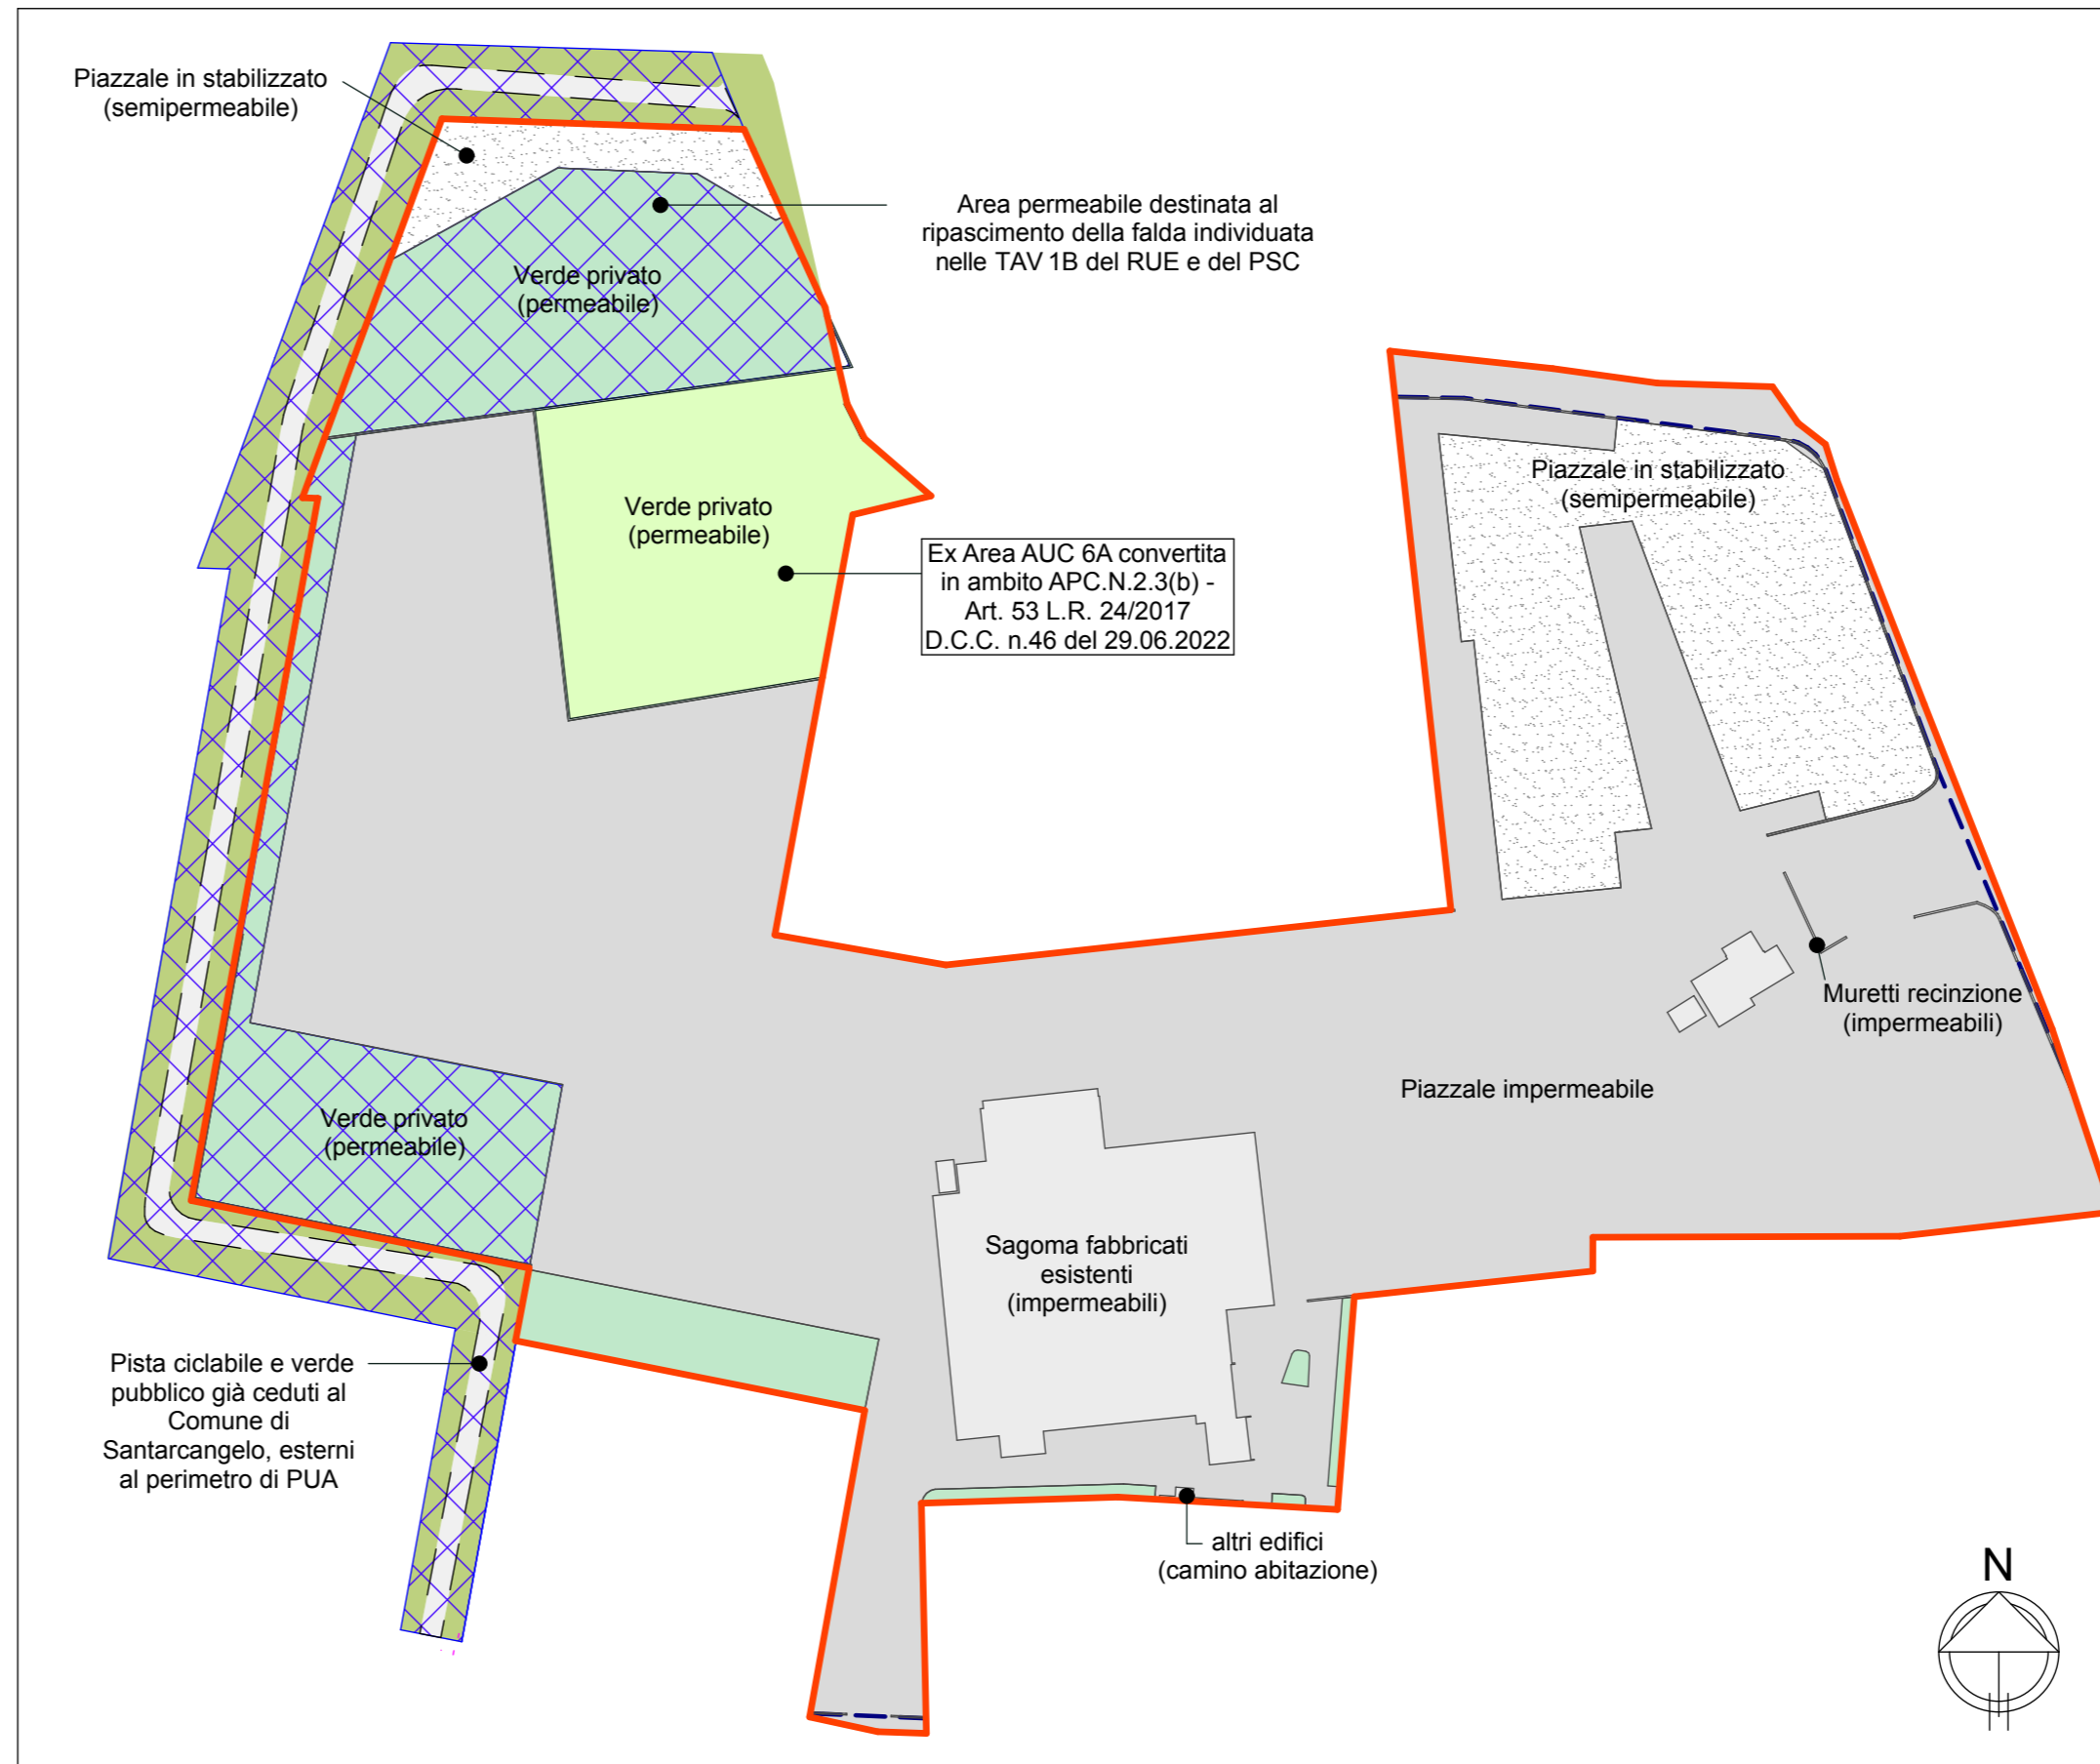 Piazzale in stabilizzato
(semipermeabile)
Area permeabile destinata al
ripascimento della falda individuata
nelle TAV 1B del RUE e del PSC
Verde privato
(permeabile)
Piazzale in stabilizzato
(semipermeabile)
Verde privato
(permeabile)
Ex Area AUC 6A convertita
in ambito APC.N.2.3(b) -
Art. 53 L.R. 24/2017
D.C.C. n.46 del 29.06.2022
Muretti recinzione
(impermeabili)
Piazzale impermeabile
Verde privato
(permeabile)
Sagoma fabbricati
esistenti
(impermeabili)
Pista ciclabile e verde
pubblico già ceduti al
Comune di
Santarcangelo, esterni
al perimetro di PUA
altri edifici
(camino abitazione)
N